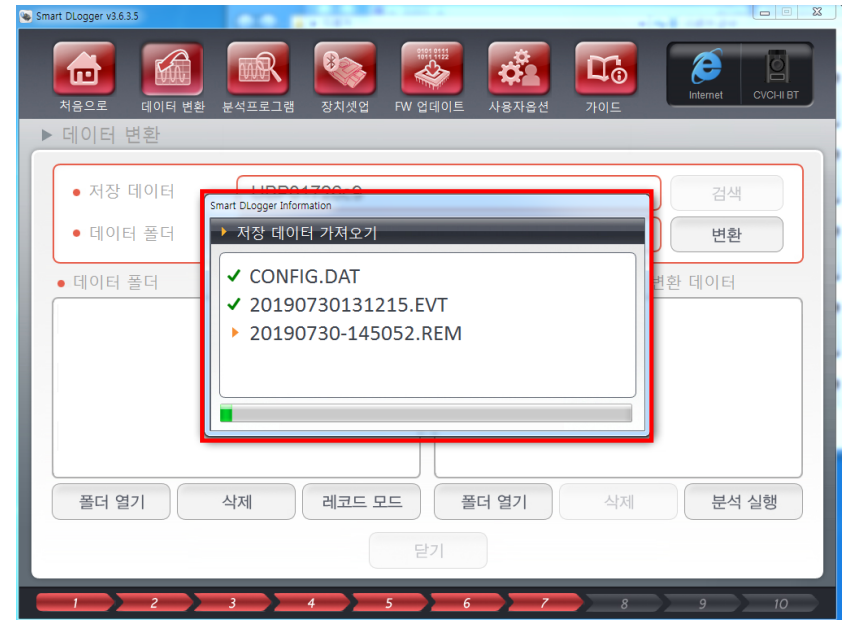 Smart DLogger v3.6.3.5
0101 0111
1011 1122
처음으로 데이터 변환 분석프로그램 장치셋업 FW 업데이트 사용자옵션 가이드 Internet CVCI-II BT
데이터 변환
저장 데이터 검색
Smart DLogger Information
데이터 폴더 저장 데이터 가져오기 변환
데이터 폴더 변환 데이터
CONFIG.DAT
20190730131215.EVT
20190730-145052.REM
폴더 열기 삭제 레코드 모드 폴더 열기 삭제 분석 실행
닫기
1 2 3 4 5 6 7 8 9 10